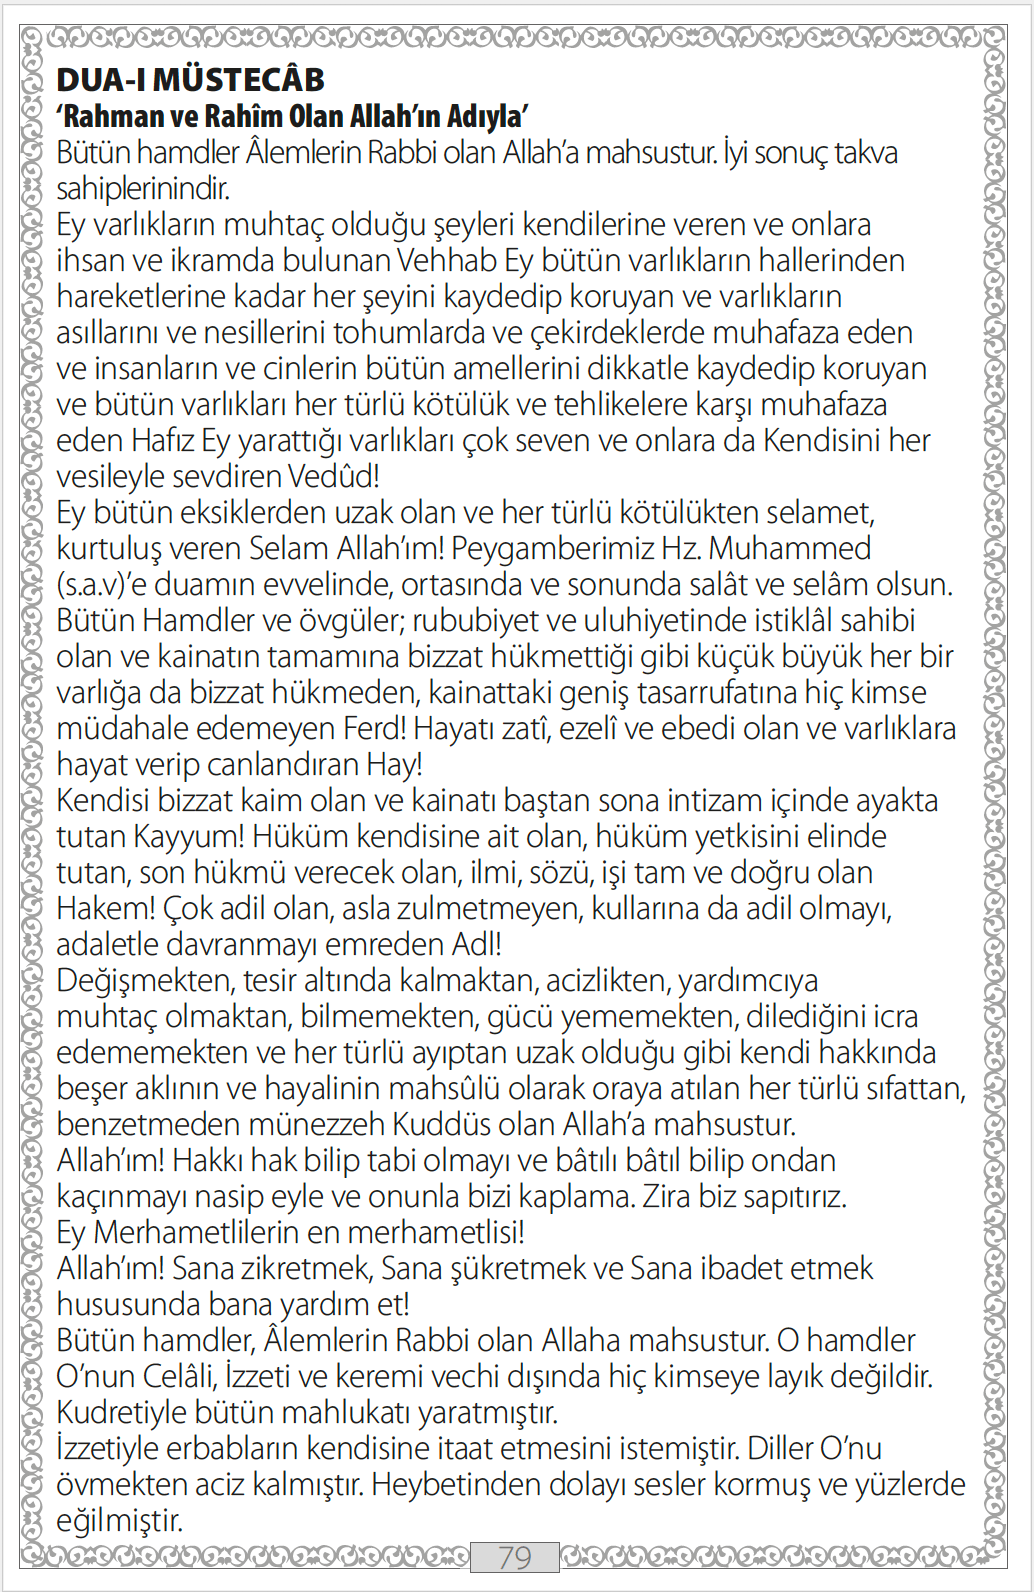 DUA-I MÜSTECÂB
‘Rahman ve Rahîm Olan Allah’ın Adıyla’
Bütün hamdler Âlemlerin Rabbi olan Allah’a mahsustur. İyi sonuç takva
sahiplerinindir.
Ey varlıkların muhtaç olduğu şeyleri kendilerine veren ve onlara
ihsan ve ikramda bulunan Vehhab Ey bütün varlıkların hallerinden
hareketlerine kadar her şeyini kaydedip koruyan ve varlıkların
asıllarını ve nesillerini tohumlarda ve çekirdeklerde muhafaza eden
ve insanların ve cinlerin bütün amellerini dikkatle kaydedip koruyan
ve bütün varlıkları her türlü kötülük ve tehlikelere karşı muhafaza
eden Hafız Ey yarattığı varlıkları çok seven ve onlara da Kendisini her
vesileyle sevdiren Vedûd!
Ey bütün eksiklerden uzak olan ve her türlü kötülükten selamet,
kurtuluş veren Selam Allah’ım! Peygamberimiz Hz. Muhammed
(s.a.v)’e duamın evvelinde, ortasında ve sonunda salât ve selâm olsun.
Bütün Hamdler ve övgüler; rububiyet ve uluhiyetinde istiklâl sahibi
olan ve kainatın tamamına bizzat hükmettiği gibi küçük büyük her bir
varlığa da bizzat hükmeden, kainattaki geniş tasarrufatına hiç kimse
müdahale edemeyen Ferd! Hayatı zatî, ezelî ve ebedi olan ve varlıklara
hayat verip canlandıran Hay!
Kendisi bizzat kaim olan ve kainatı baştan sona intizam içinde ayakta
tutan Kayyum! Hüküm kendisine ait olan, hüküm yetkisini elinde
tutan, son hükmü verecek olan, ilmi, sözü, işi tam ve doğru olan
Hakem! Çok adil olan, asla zulmetmeyen, kullarına da adil olmayı,
adaletle davranmayı emreden Adl!
Değişmekten, tesir altında kalmaktan, acizlikten, yardımcıya
muhtaç olmaktan, bilmemekten, gücü yememekten, dilediğini icra
edememekten ve her türlü ayıptan uzak olduğu gibi kendi hakkında
beşer aklının ve hayalinin mahsûlü olarak oraya atılan her türlü sıfattan,
benzetmeden münezzeh Kuddüs olan Allah’a mahsustur.
Allah’ım! Hakkı hak bilip tabi olmayı ve bâtılı bâtıl bilip ondan
kaçınmayı nasip eyle ve onunla bizi kaplama. Zira biz sapıtırız.
Ey Merhametlilerin en merhametlisi!
Allah’ım! Sana zikretmek, Sana şükretmek ve Sana ibadet etmek
hususunda bana yardım et!
Bütün hamdler, Âlemlerin Rabbi olan Allaha mahsustur. O hamdler
O’nun Celâli, İzzeti ve keremi vechi dışında hiç kimseye layık değildir.
Kudretiyle bütün mahlukatı yaratmıştır.
İzzetiyle erbabların kendisine itaat etmesini istemiştir. Diller O’nu
övmekten aciz kalmıştır. Heybetinden dolayı sesler kormuş ve yüzlerde
eğilmiştir.
79